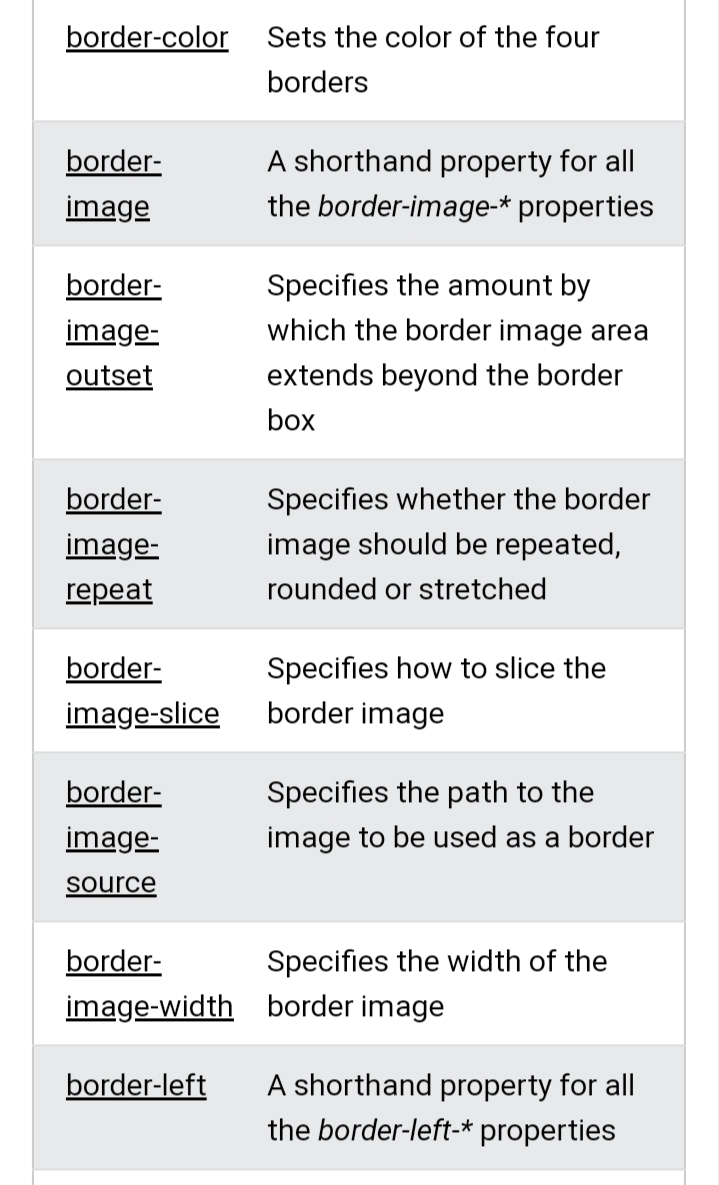 border-color Sets the color of the four
borders
border- A shorthand property for all
image the border-image-* properties
border- Specifies the amount by
image- which the border image area
outset extends beyond the border
box
border- Specifies whether the border
image- image should be repeated,
repeat rounded or stretched
border- Specifies how to slice the
image-slice border image
border- Specifies the path to the
image- image to be used as a border
source
border- Specifies the width of the
image-width border image
border-left A shorthand property for all
the border-left-* properties